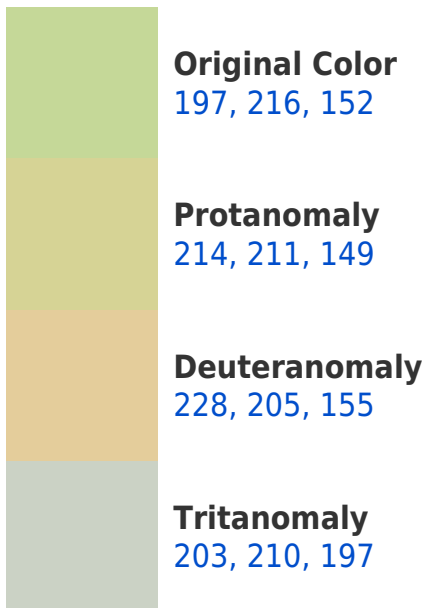 Original Color
197, 216, 152
Protanomaly
214, 211, 149
Deuteranomaly
228, 205, 155
Tritanomaly
203, 210, 197